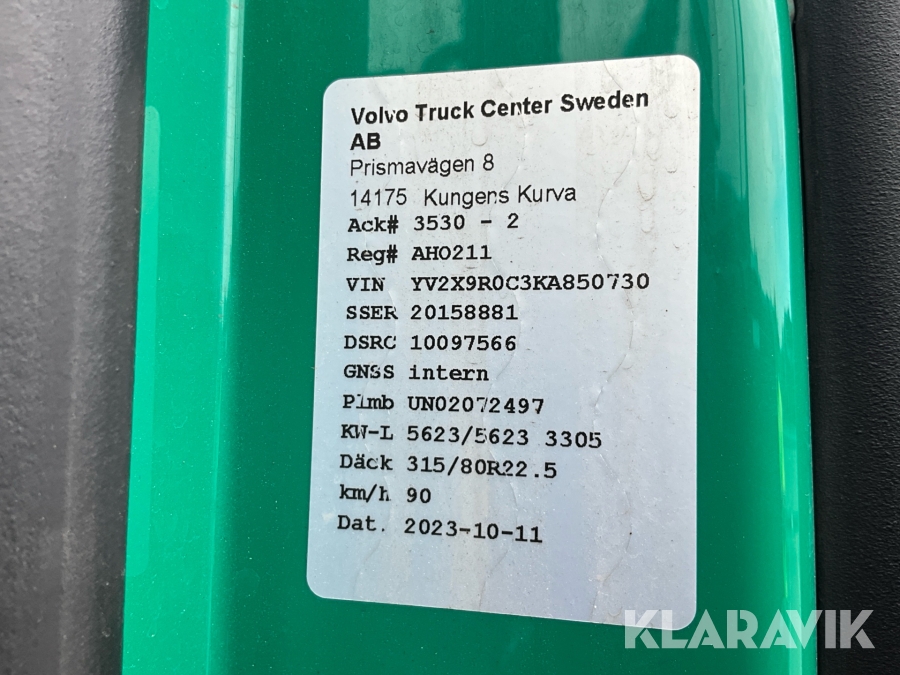 Volvo Truck Center Sweden
AB
Prismavägen 8
14175 Kungens Kurva
Ack# 3530 - 2
Reg# AHO211
VIN YV2X9R0C3KA850730
SSER 20158881
DSRC 10097566
GNSS intern
Plmb UN02072497
KW-L 5623/5623 3305
Däck 315/80R22.5
km/h 90
Dat. 2023-10-11
KLARAVIK